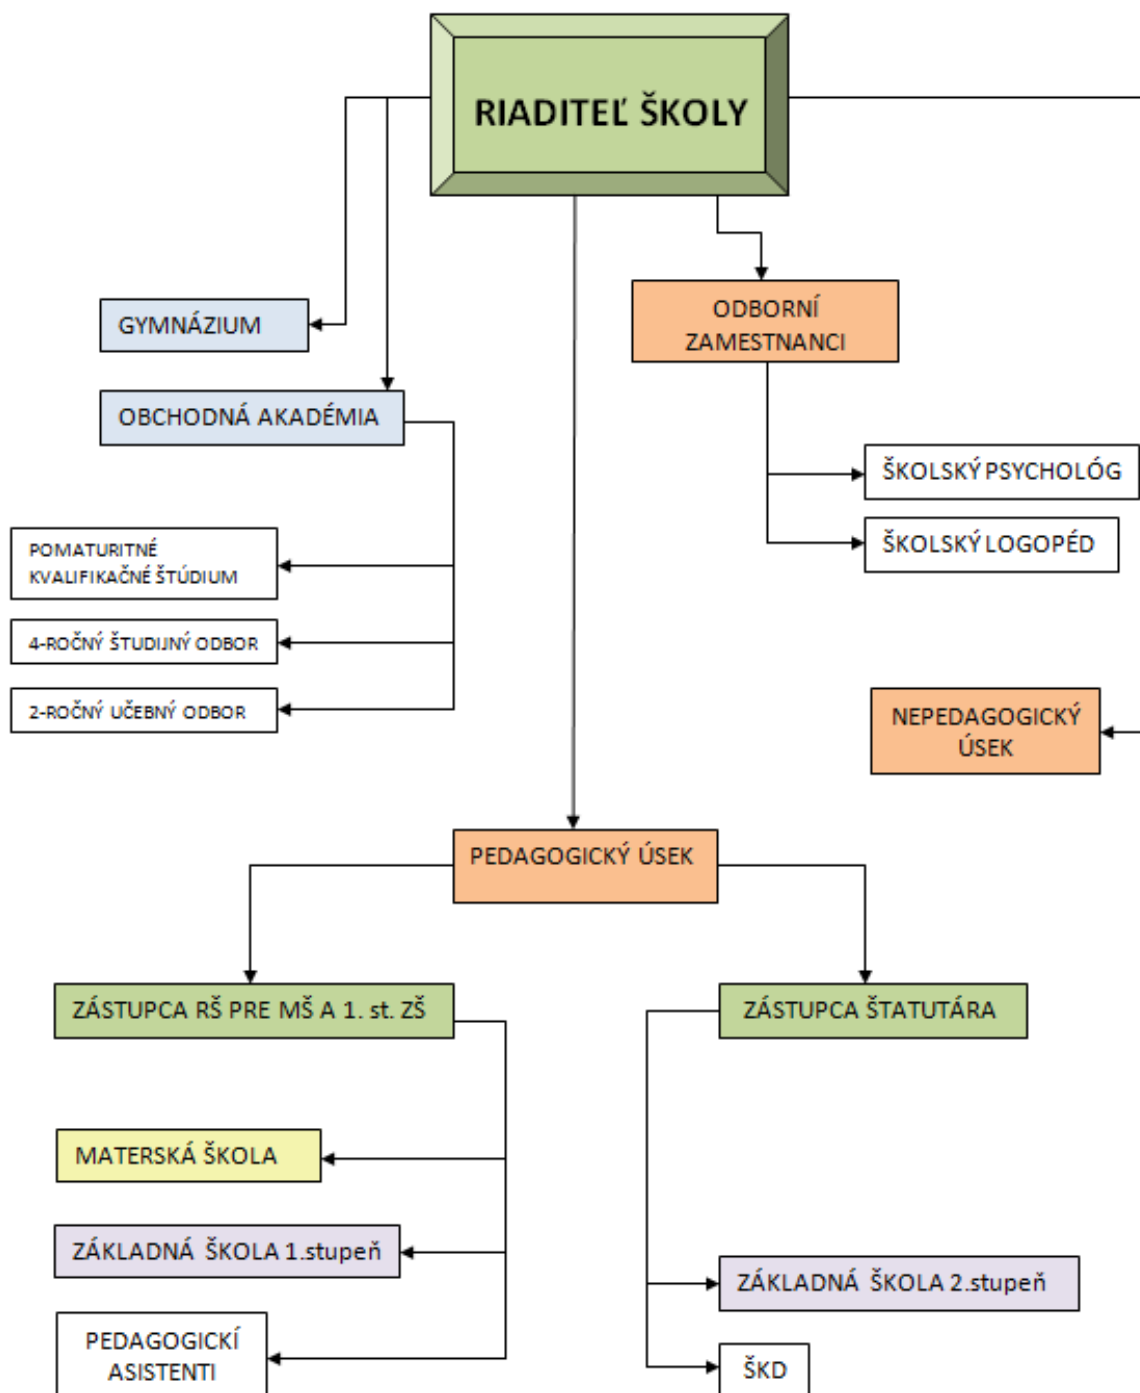 RIADITEĽ ŠKOLY
GYMNÁZIUM
OBCHODNÁ AKADÉMIA
POMATURITNÉ
KVALIFIKAČNÉ ŠTÚDIUM
4-ROČNÝ ŠTUDIJNÝ ODBOR
2-ROČNÝ UČEBNÝ ODBOR
ODBORNÍ
ZAMESTNANCI
ŠKOLSKÝ PSYCHOLÓG
ŠKOLSKÝ LOGOPÉD
NEPEDAGOGICKÝ
ÚSEK
PEDAGOGICKÝ ÚSEK
ZÁSTUPCA RŠ PRE MŠ A 1. st. ZŠ
MATERSKÁ ŠKOLA
ZÁKLADNÁ ŠKOLA 1.stupeň
PEDAGOGICKÍ
ASISTENTI
ZÁSTUPCA ŠTATUTÁRA
ZÁKLADNÁ ŠKOLA 2.stupeň
ŠKD